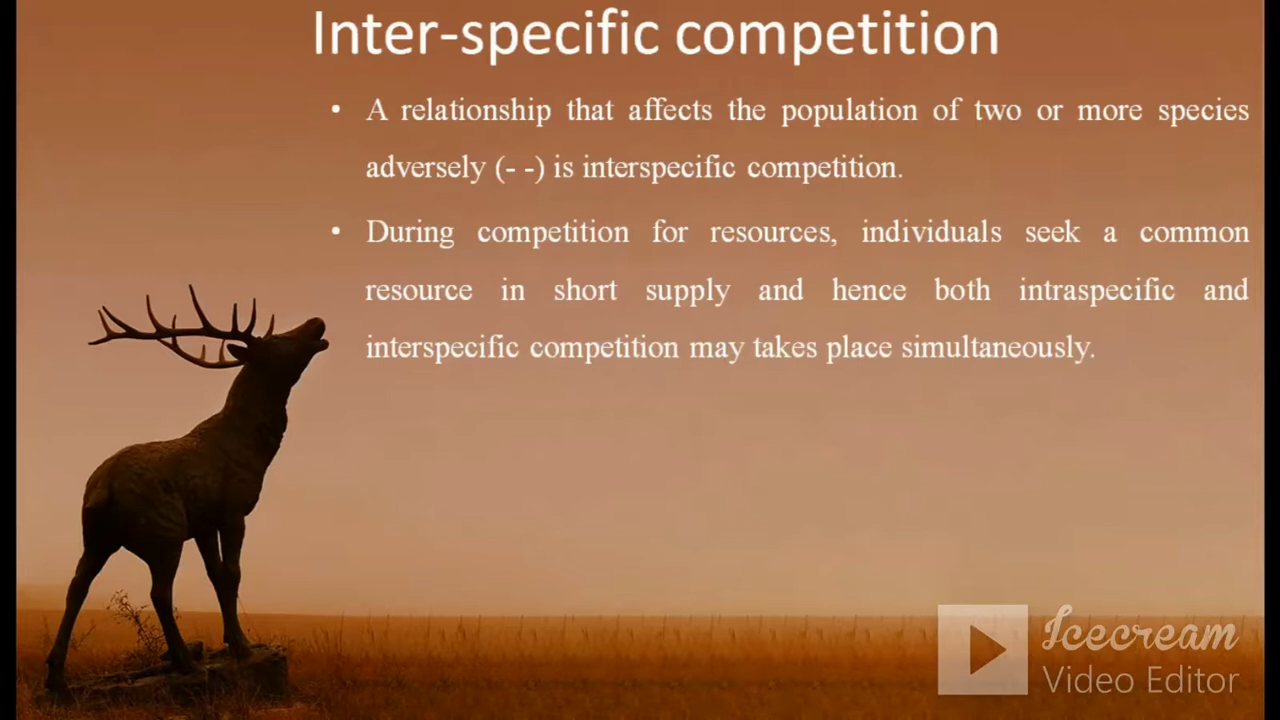 Inter-specific competition
• A relationship that affects the population of two or more species
adversely (- -) is interspecific competition.
• During competition for resources, individuals seek a common
resource in short supply and hence both intraspecific and
interspecific competition may takes place simultaneously.
Icecream
Video Editor